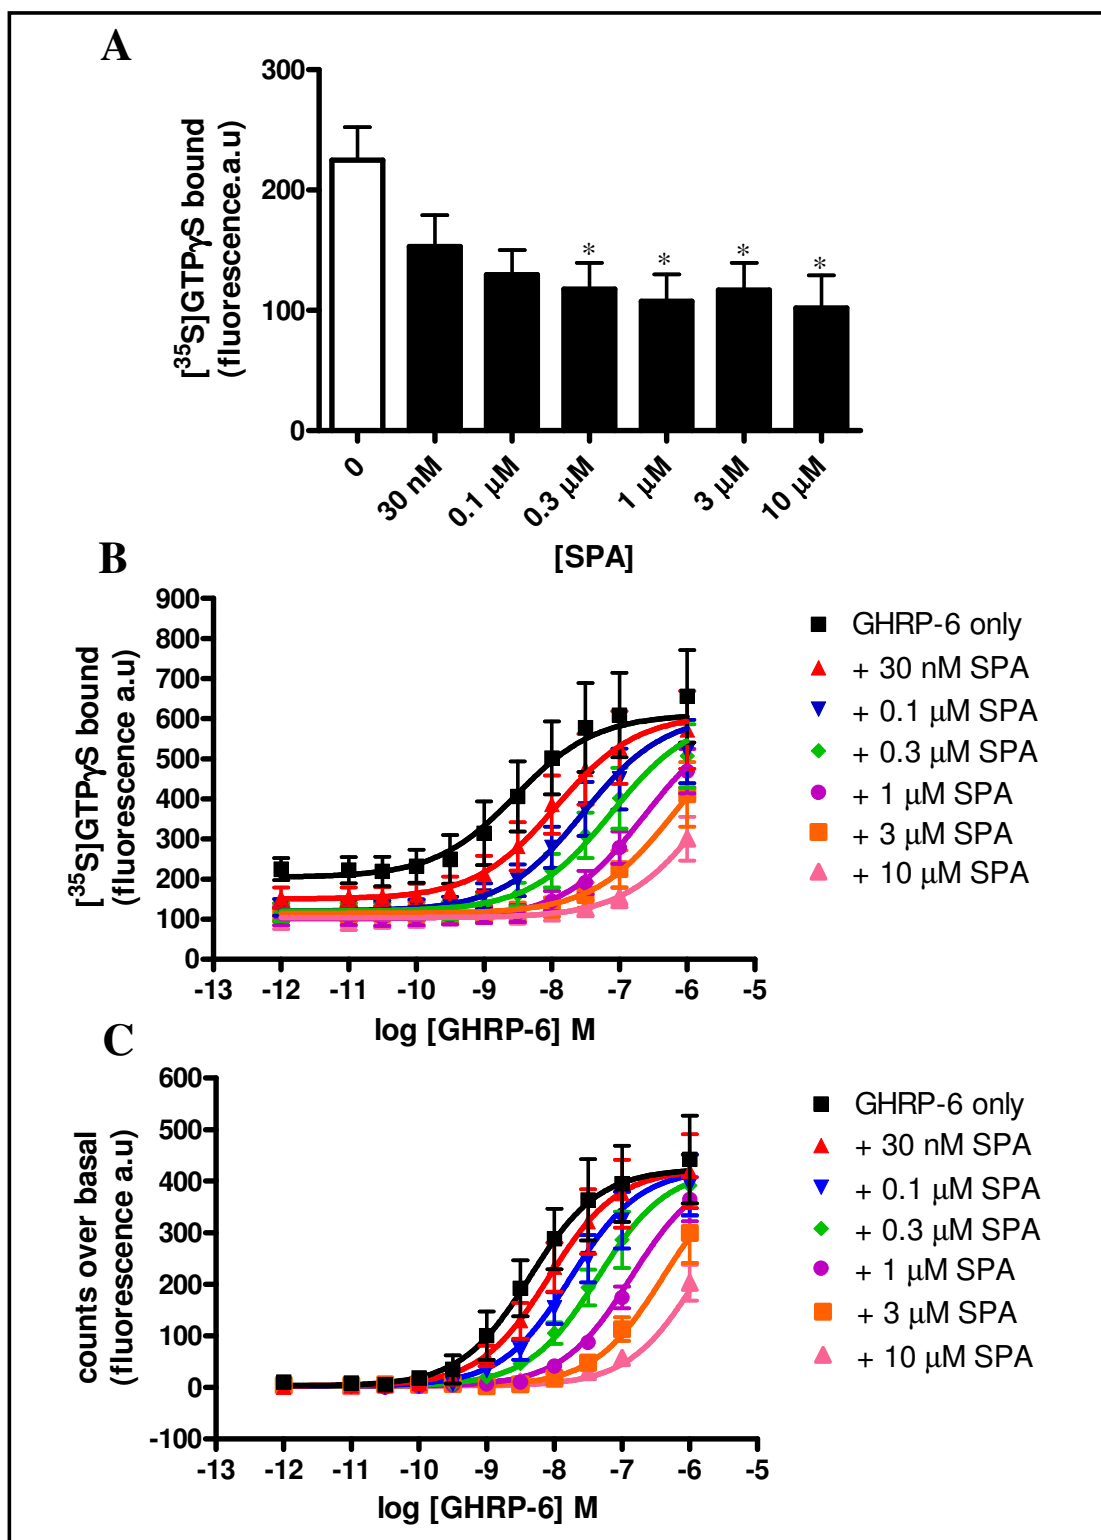 A
[³⁵S]GTPγS bound
(fluorescence.a.u)
300
200
100
0
* * * *
0 30 nM 0.1 μM 0.3 μM 1 μM 3 μM 10 μM
[SPA]
B
[³⁵S]GTPγS bound
(fluorescence a.u)
900
800
700
600
500
400
300
200
100
0
-13 -12 -11 -10 -9 -8 -7 -6 -5
log [GHRP-6] M
GHRP-6 only
+ 30 nM SPA
+ 0.1 μM SPA
+ 0.3 μM SPA
+ 1 μM SPA
+ 3 μM SPA
+ 10 μM SPA
C
counts over basal
(fluorescence a.u)
600
500
400
300
200
100
0
-100
-13 -12 -11 -10 -9 -8 -7 -6 -5
log [GHRP-6] M
GHRP-6 only
+ 30 nM SPA
+ 0.1 μM SPA
+ 0.3 μM SPA
+ 1 μM SPA
+ 3 μM SPA
+ 10 μM SPA